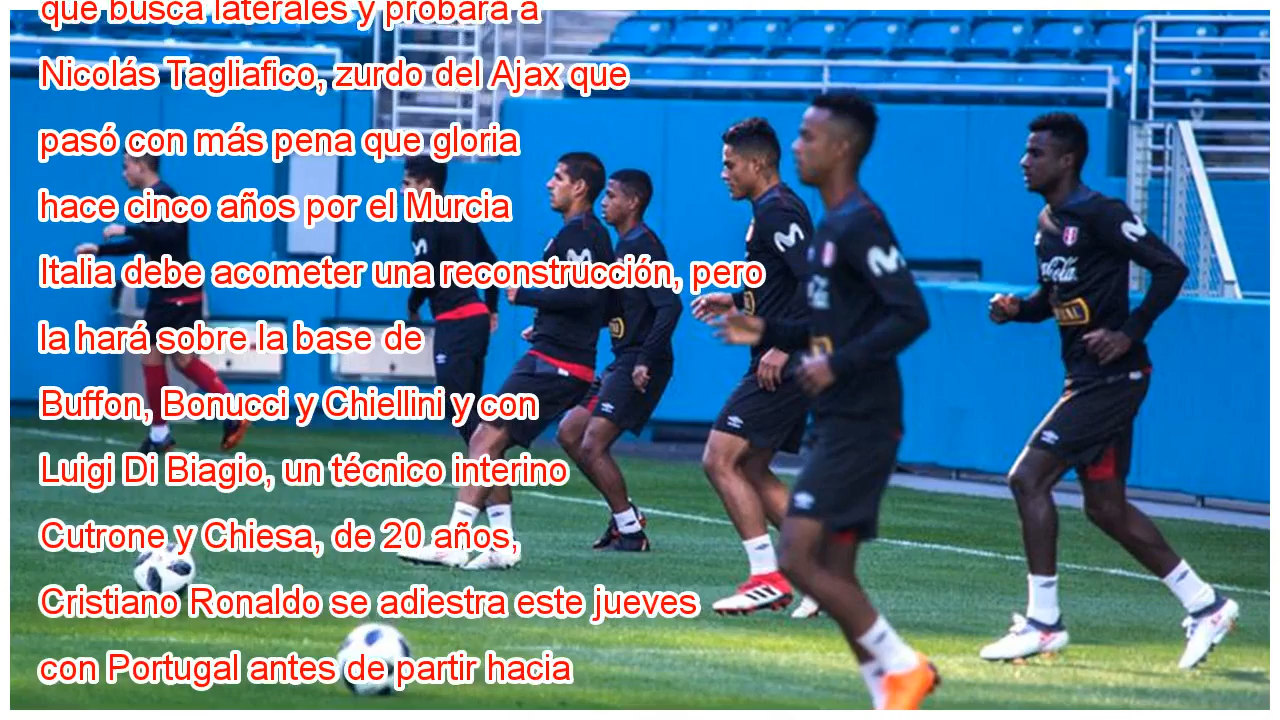 que busca laterales y probará a
Nicolás Tagliafico, zurdo del Ajax que
pasó con más pena que gloria
hace cinco años por el Murcia
Italia debe acometer una reconstrucción, pero
la hará sobre la base de
Buffon, Bonucci y Chiellini y con
Luigi Di Biagio, un técnico interino
Cutrone y Chiesa, de 20 años,
Cristiano Ronaldo se adiestra este jueves
con Portugal antes de partir hacia